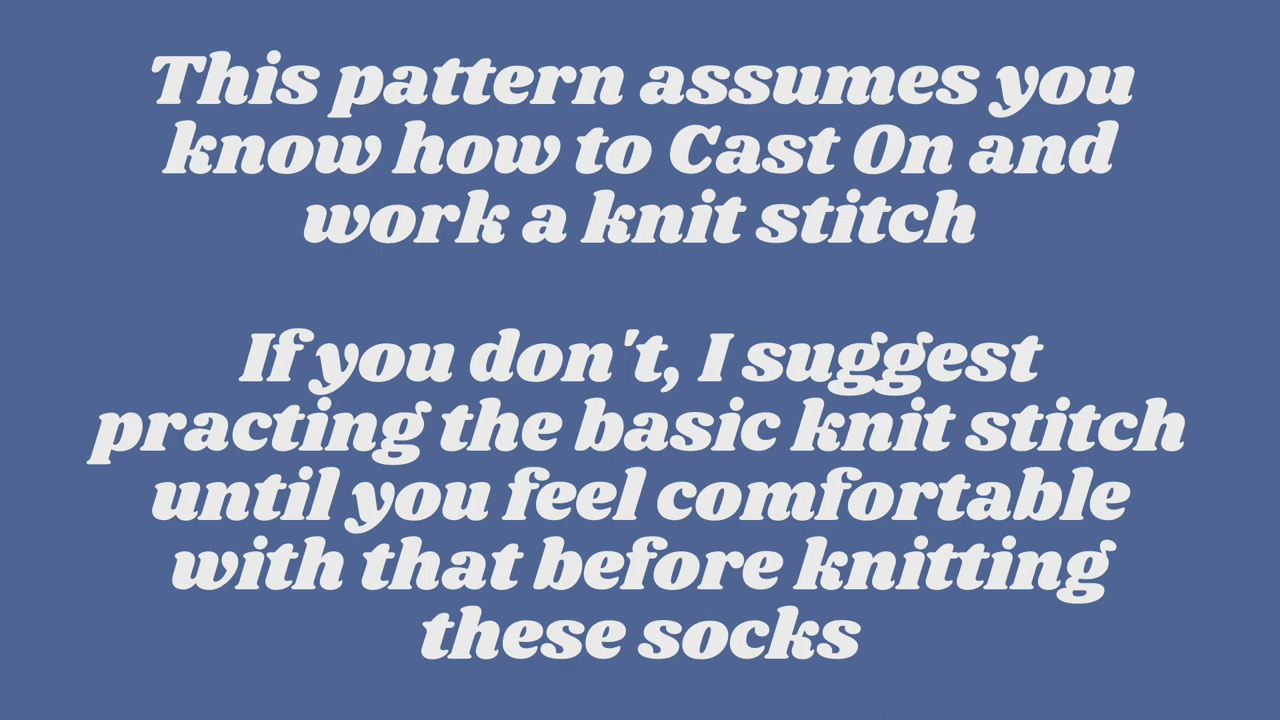 This pattern assumes you
know how to Cast On and
work a knit stitch
If you don't, I suggest
practing the basic knit stitch
until you feel comfortable
with that before knitting
these socks